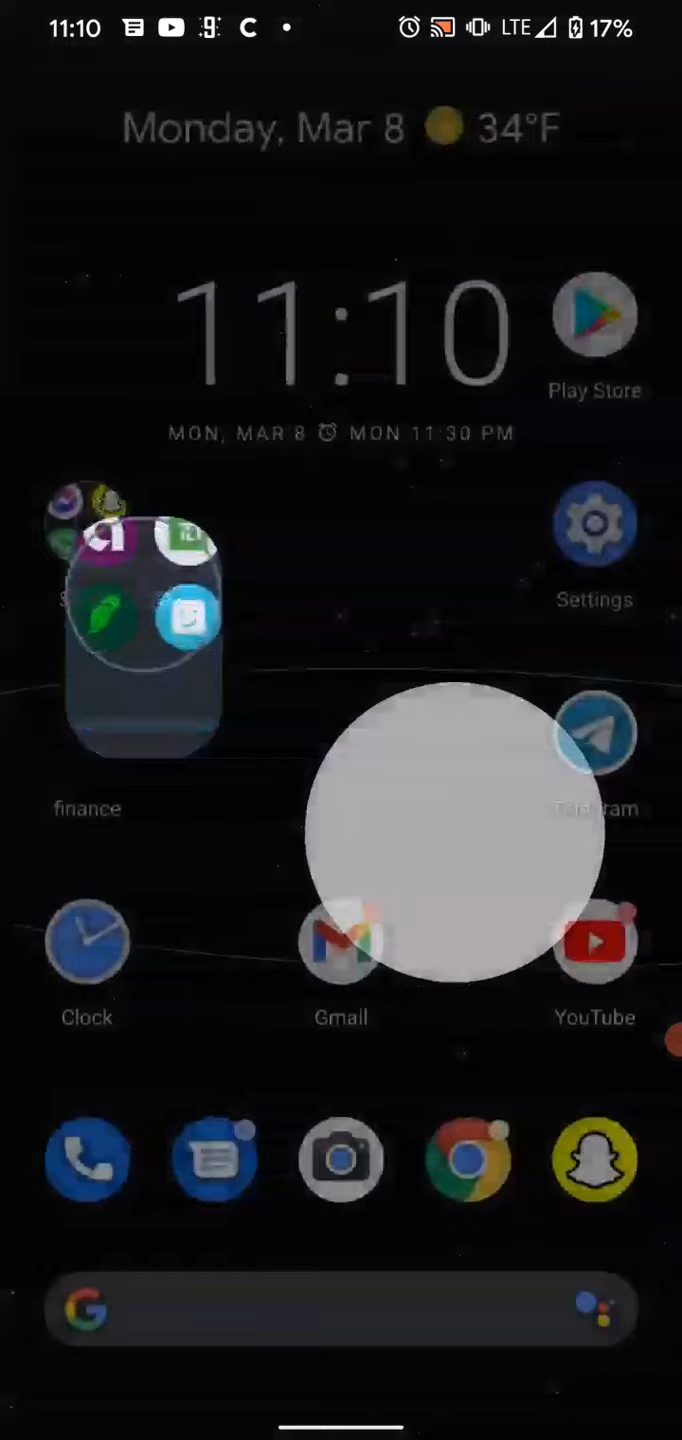 11:10 9 C LTE 17%
Monday, Mar 8 34°F
11:10
Play Store
MON, MAR 8 MON 11:30 PM
Settings
finance
Clock
Gmail
YouTube
G